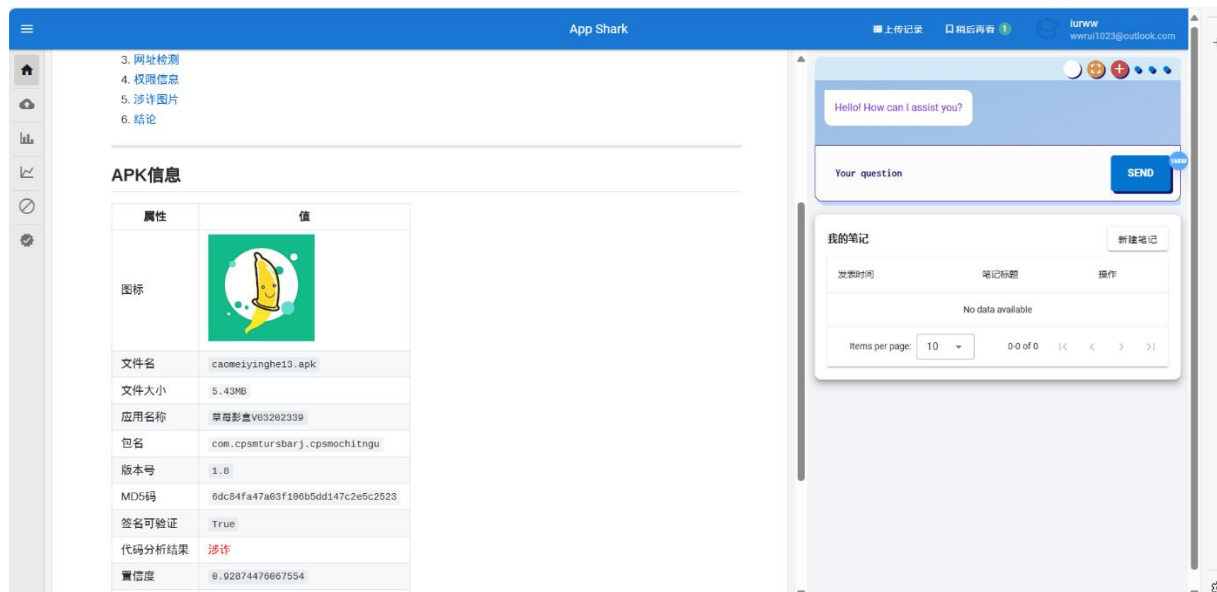 App Shark
上传记录
稍后再看 1
iurww
wwrui1023@outlook.com
3. 网址检测
4. 权限信息
5. 涉诈图片
6. 结论
APK信息
属性 值
图标
文件名 caomeiyinghe13.apk
文件大小 5.43MB
应用名称 草莓影盒V03202339
包名 com.cpsmtursbarj.cpsmochitngu
版本号 1.8
MD5码 6dc84fa47a03f106b5dd147c2e5c2523
签名可验证 True
代码分析结果 涉诈
置信度 0.92874476067554
Hello! How can I assist you?
Your question
SEND
我的笔记
新建笔记
发表时间 笔记标题 操作
No data available
Items per page: 10 0-0 of 0